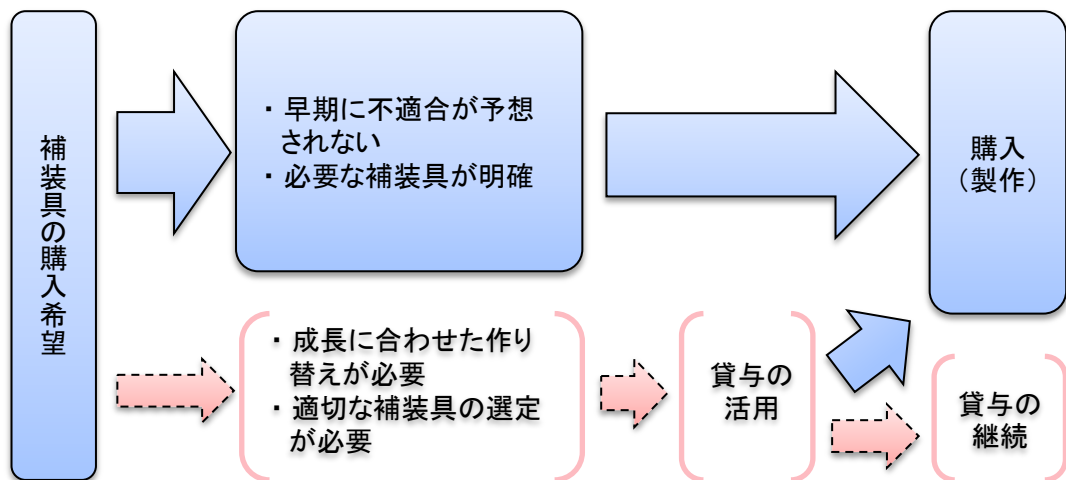 補装具の購入希望
・ 早期に不適合が予想
されない
・ 必要な補装具が明確
購入
（製作）
・ 成長に合わせた作り
替えが必要
・ 適切な補装具の選定
が必要
貸与の
活用
貸与の
継続